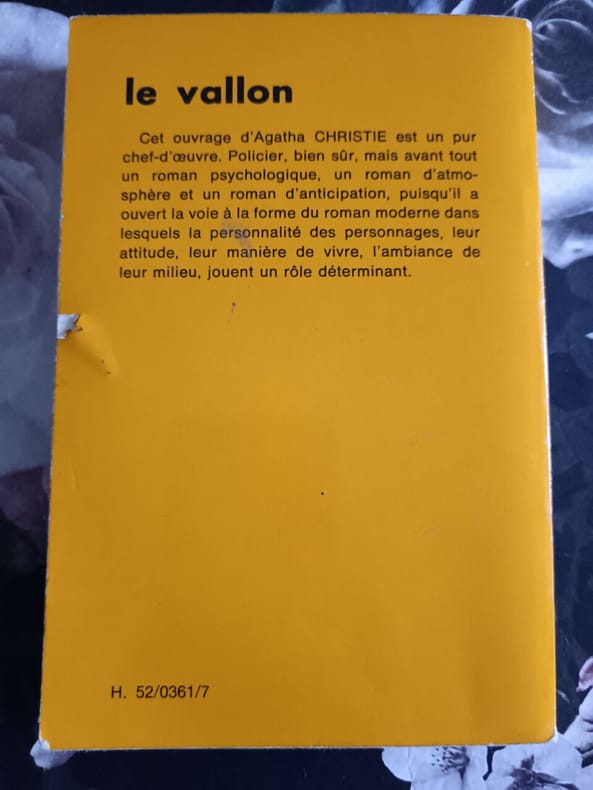 le vallon
Cet ouvrage d'Agatha CHRISTIE est un pur
chef-d'œuvre. Policier, bien sûr, mais avant tout
un roman psychologique, un roman d'atmo-
sphère et un roman d'anticipation, puisqu'il a
ouvert la voie à la forme du roman moderne dans
lesquels la personnalité des personnages, leur
attitude, leur manière de vivre, l'ambiance de
leur milieu, jouent un rôle déterminant.
H. 52/0361/7